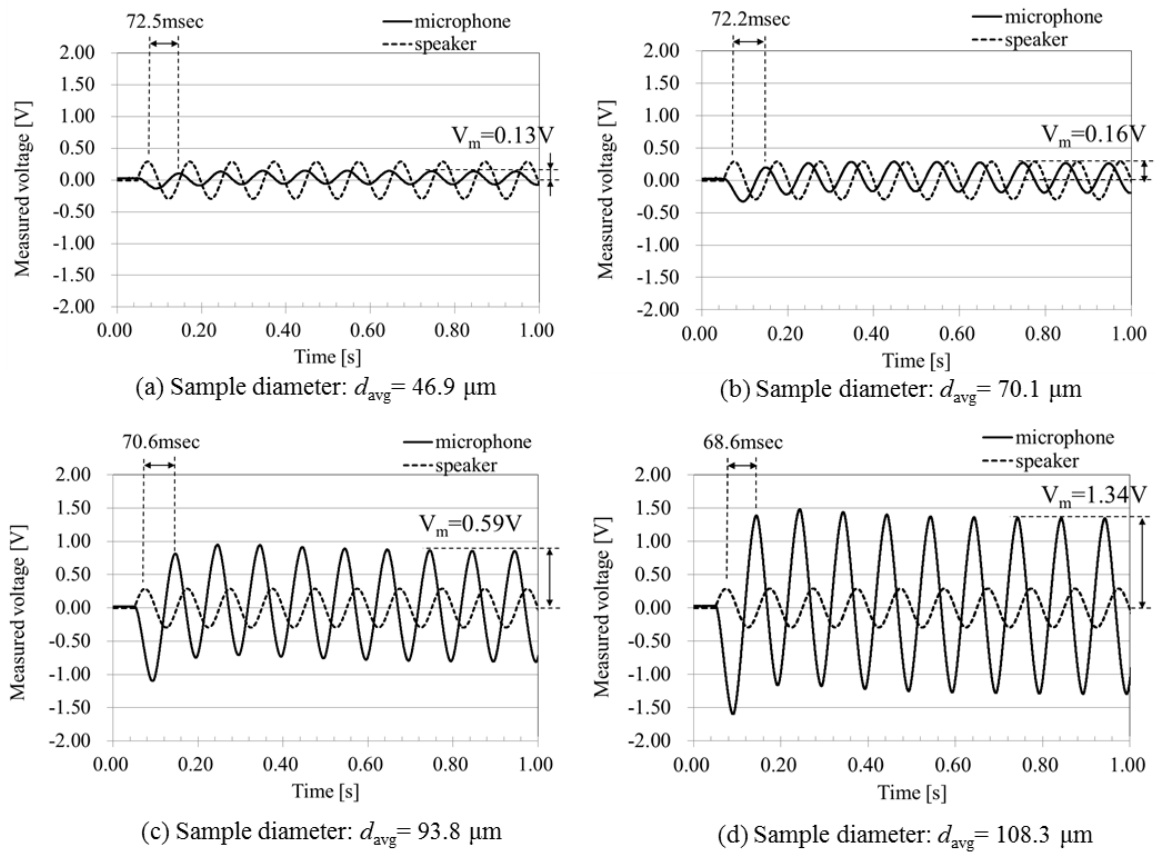 72.5msec
microphone
speaker
Measured voltage [V]
2.00
1.50
1.00
0.50
0.00
-0.50
-1.00
-1.50
-2.00
Vm=0.13V
0.00 0.20 0.40 0.60 0.80 1.00
Time [s]
(a) Sample diameter: davg= 46.9 μm
72.2msec
microphone
speaker
Measured voltage [V]
2.00
1.50
1.00
0.50
0.00
-0.50
-1.00
-1.50
-2.00
Vm=0.16V
0.00 0.20 0.40 0.60 0.80 1.00
Time [s]
(b) Sample diameter: davg= 70.1 μm
70.6msec
microphone
speaker
Measured voltage [V]
2.00
1.50
1.00
0.50
0.00
-0.50
-1.00
-1.50
-2.00
Vm=0.59V
0.00 0.20 0.40 0.60 0.80 1.00
Time [s]
(c) Sample diameter: davg= 93.8 μm
68.6msec
microphone
speaker
Measured voltage [V]
2.00
1.50
1.00
0.50
0.00
-0.50
-1.00
-1.50
-2.00
Vm=1.34V
0.00 0.20 0.40 0.60 0.80 1.00
Time [s]
(d) Sample diameter: davg= 108.3 μm